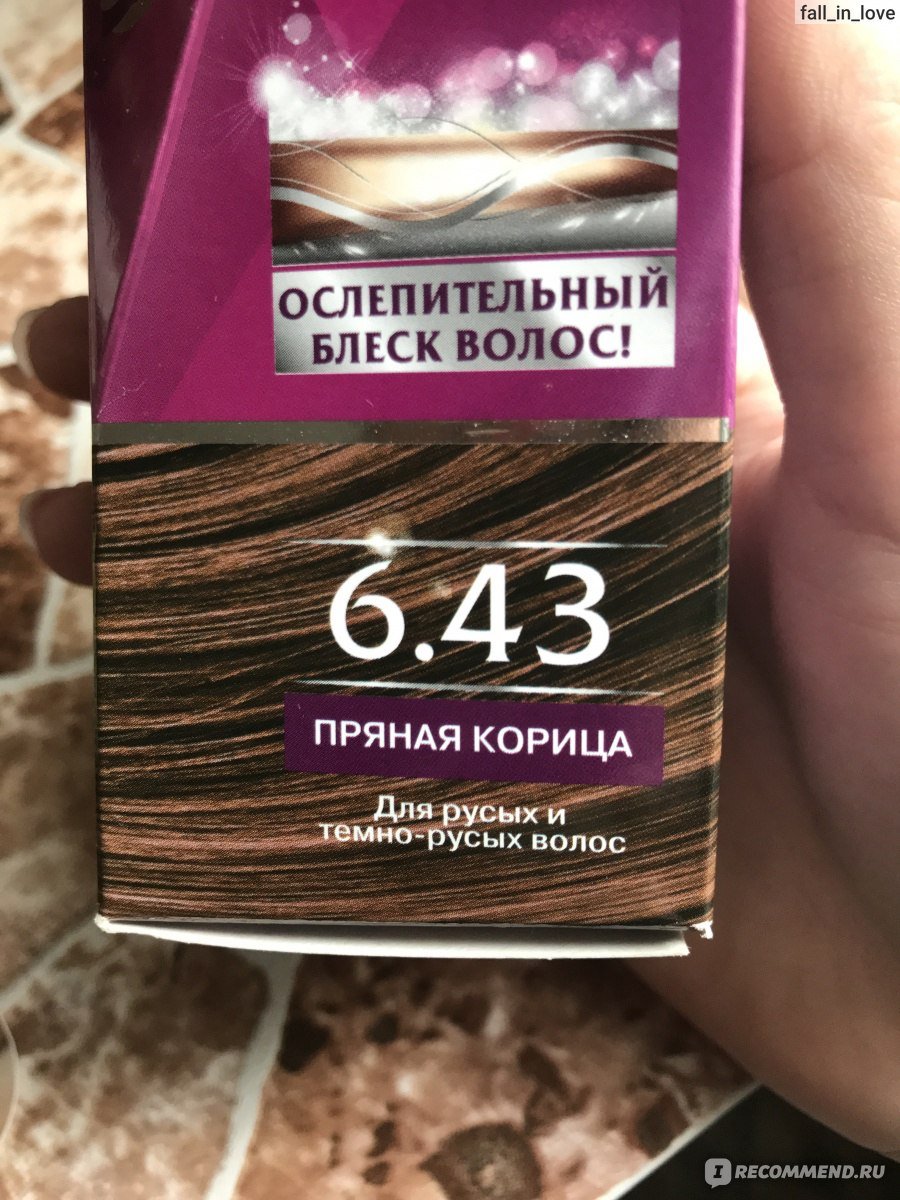 fall_in_love
ОСЛЕПИТЕЛЬНЫЙ
БЛЕСК ВОЛОС!
6.43
ПРЯНАЯ КОРИЦА
Для русых и
темно-русых волос
I RECOMMEND.RU